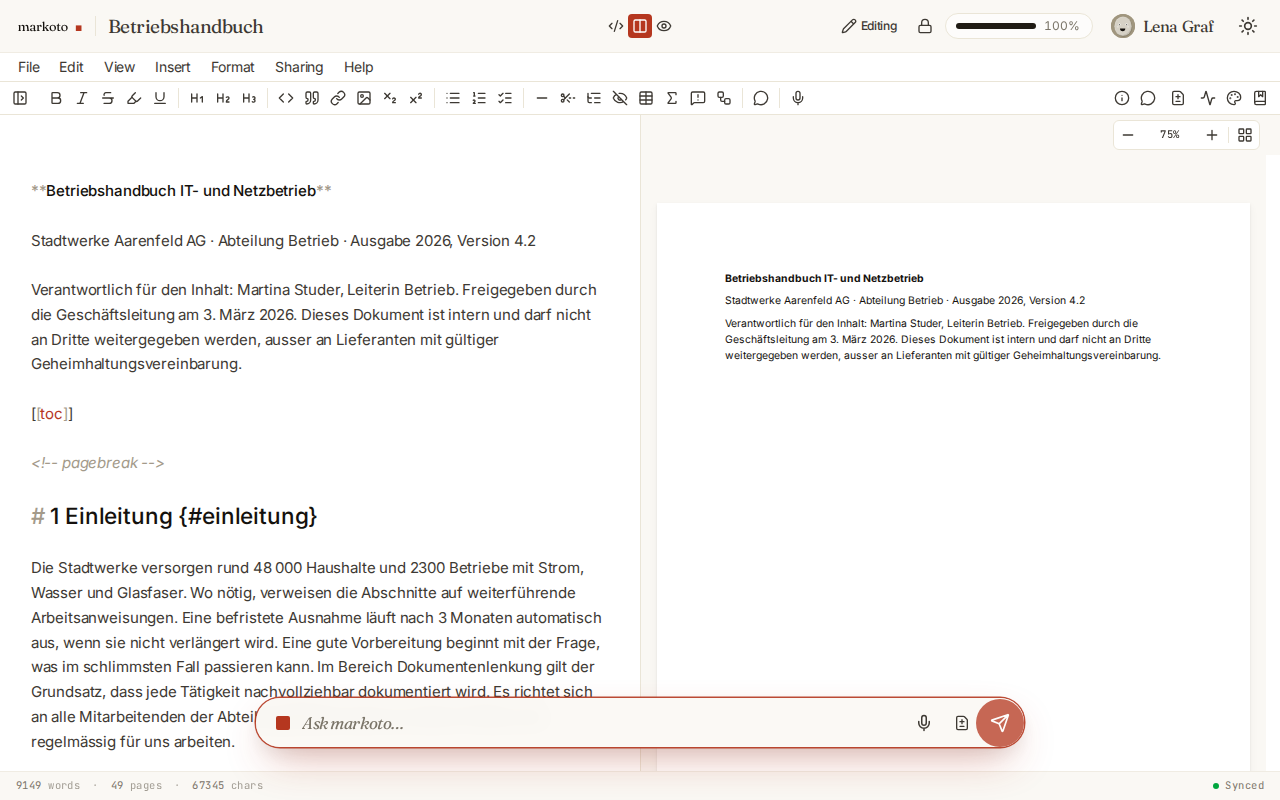 markoto
Betriebshandbuch
Editing
100%
Lena Graf
File Edit View Insert Format Sharing Help
H1 H2 H3
75%
**Betriebshandbuch IT- und Netzbetrieb**
Stadtwerke Aarenfeld AG · Abteilung Betrieb · Ausgabe 2026, Version 4.2
Verantwortlich für den Inhalt: Martina Studer, Leiterin Betrieb. Freigegeben durch
die Geschäftsleitung am 3. März 2026. Dieses Dokument ist intern und darf nicht
an Dritte weitergegeben werden, ausser an Lieferanten mit gültiger
Geheimhaltungsvereinbarung.
[[toc]]
<!-- pagebreak -->
# 1 Einleitung {#einleitung}
Die Stadtwerke versorgen rund 48 000 Haushalte und 2300 Betriebe mit Strom,
Wasser und Glasfaser. Wo nötig, verweisen die Abschnitte auf weiterführende
Arbeitsanweisungen. Eine befristete Ausnahme läuft nach 3 Monaten automatisch
aus, wenn sie nicht verlängert wird. Eine gute Vorbereitung beginnt mit der Frage,
was im schlimmsten Fall passieren kann. Im Bereich Dokumentenlenkung gilt der
Grundsatz, dass jede Tätigkeit nachvollziehbar dokumentiert wird. Es richtet sich
an alle Mitarbeitenden der
regelmässig für uns arbeiten.
Betriebshandbuch IT- und Netzbetrieb
Stadtwerke Aarenfeld AG · Abteilung Betrieb · Ausgabe 2026, Version 4.2
Verantwortlich für den Inhalt: Martina Studer, Leiterin Betrieb. Freigegeben durch die
Geschäftsleitung am 3. März 2026. Dieses Dokument ist intern und darf nicht an Dritte
weitergegeben werden, ausser an Lieferanten mit gültiger Geheimhaltungsvereinbarung.
Ask markoto...
9149 words · 49 pages · 67345 chars
Synced